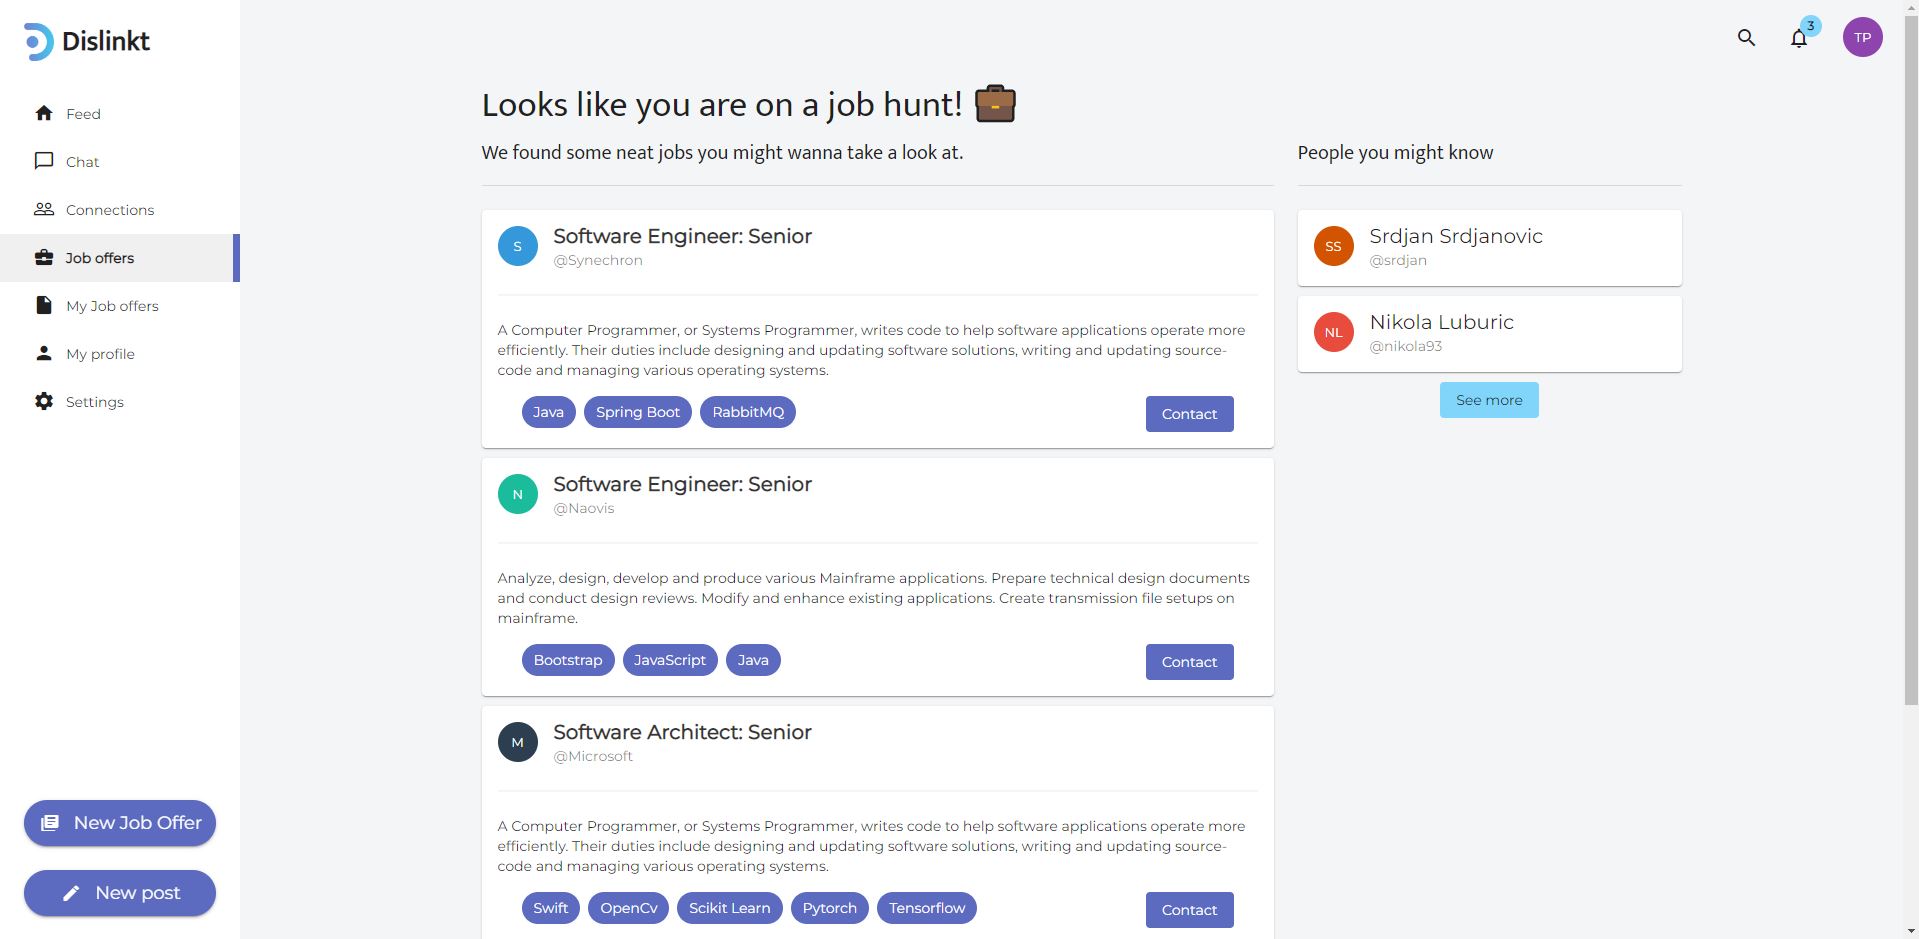 Dislinkt
3
TP
Feed
Chat
Connections
Job offers
My Job offers
My profile
Settings
New Job Offer
New post
Looks like you are on a job hunt!
We found some neat jobs you might wanna take a look at.
S
Software Engineer: Senior
@Synechron
A Computer Programmer, or Systems Programmer, writes code to help software applications operate more
efficiently. Their duties include designing and updating software solutions, writing and updating source-
code and managing various operating systems.
Java Spring Boot RabbitMQ Contact
N
Software Engineer: Senior
@Naovis
Analyze, design, develop and produce various Mainframe applications. Prepare technical design documents
and conduct design reviews. Modify and enhance existing applications. Create transmission file setups on
mainframe.
Bootstrap JavaScript Java Contact
M
Software Architect: Senior
@Microsoft
A Computer Programmer, or Systems Programmer, writes code to help software applications operate more
efficiently. Their duties include designing and updating software solutions, writing and updating source-
code and managing various operating systems.
Swift OpenCv Scikit Learn Pytorch Tensorflow Contact
People you might know
SS
Srdjan Srdjanovic
@srdjan
NL
Nikola Luburic
@nikola93
See more